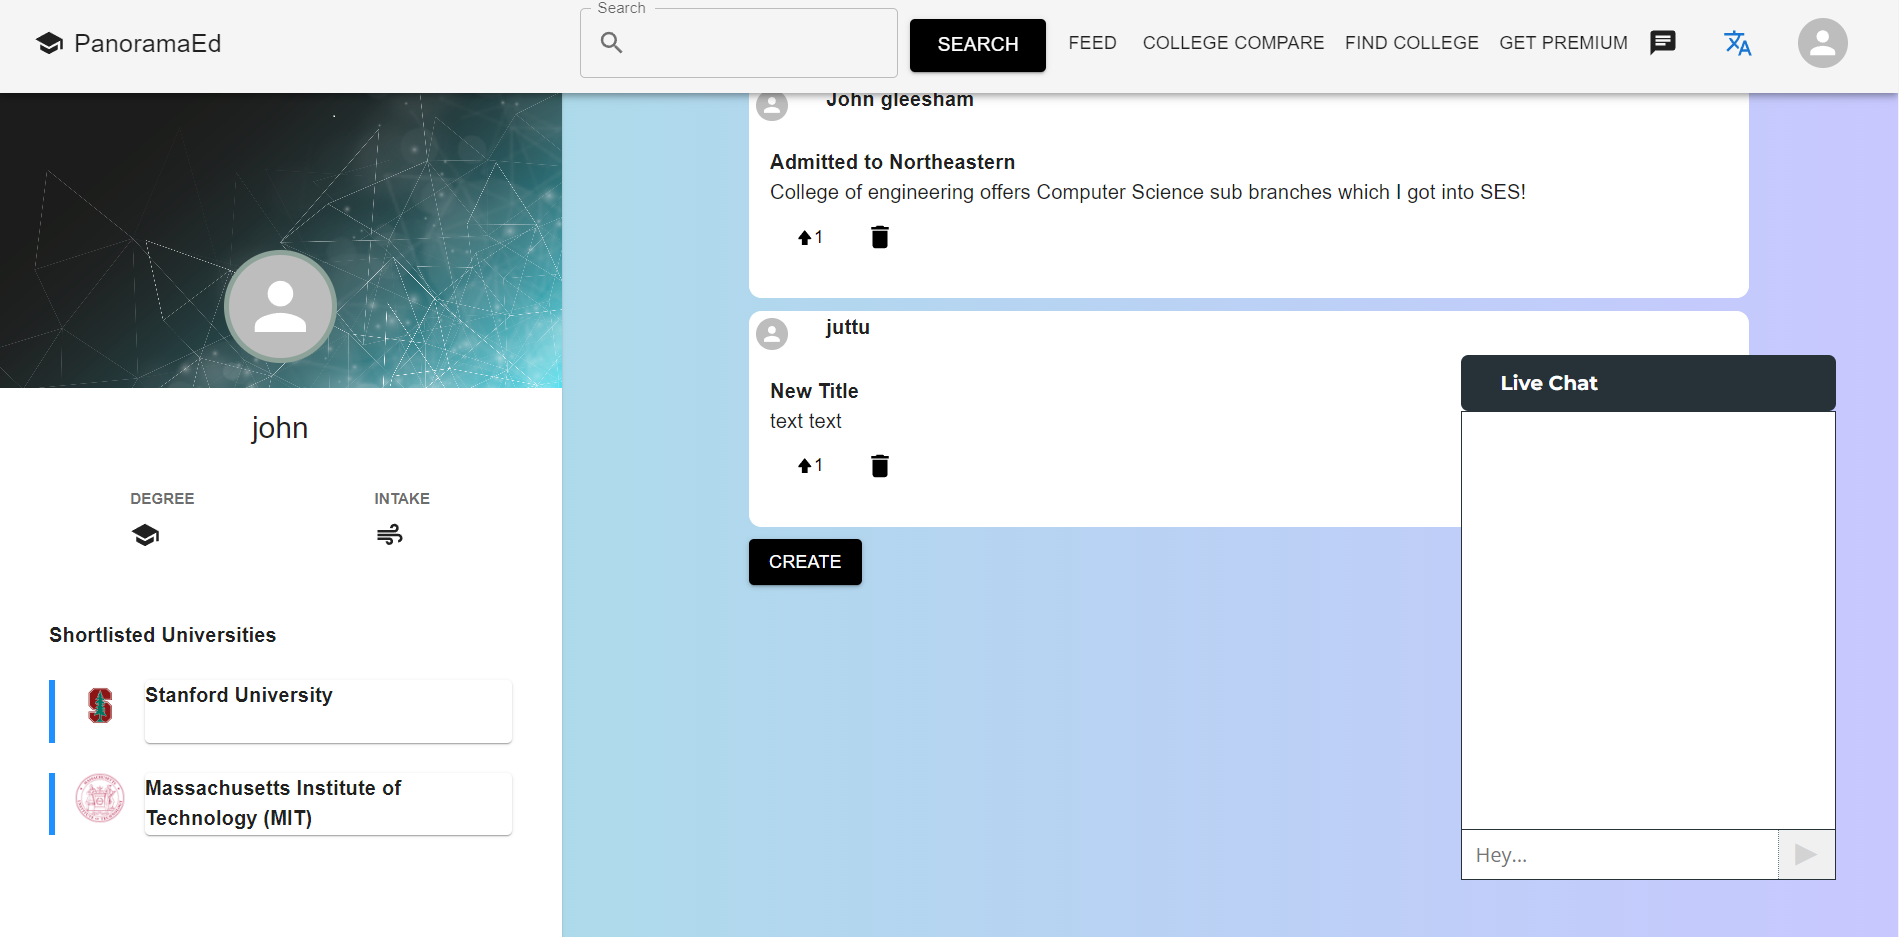 PanoramaEd
Search
SEARCH
FEED
COLLEGE COMPARE
FIND COLLEGE
GET PREMIUM
john
DEGREE
INTAKE
Shortlisted Universities
Stanford University
Massachusetts Institute of
Technology (MIT)
John gleesham
Admitted to Northeastern
College of engineering offers Computer Science sub branches which I got into SES!
1
juttu
New Title
text text
1
CREATE
Live Chat
Hey...